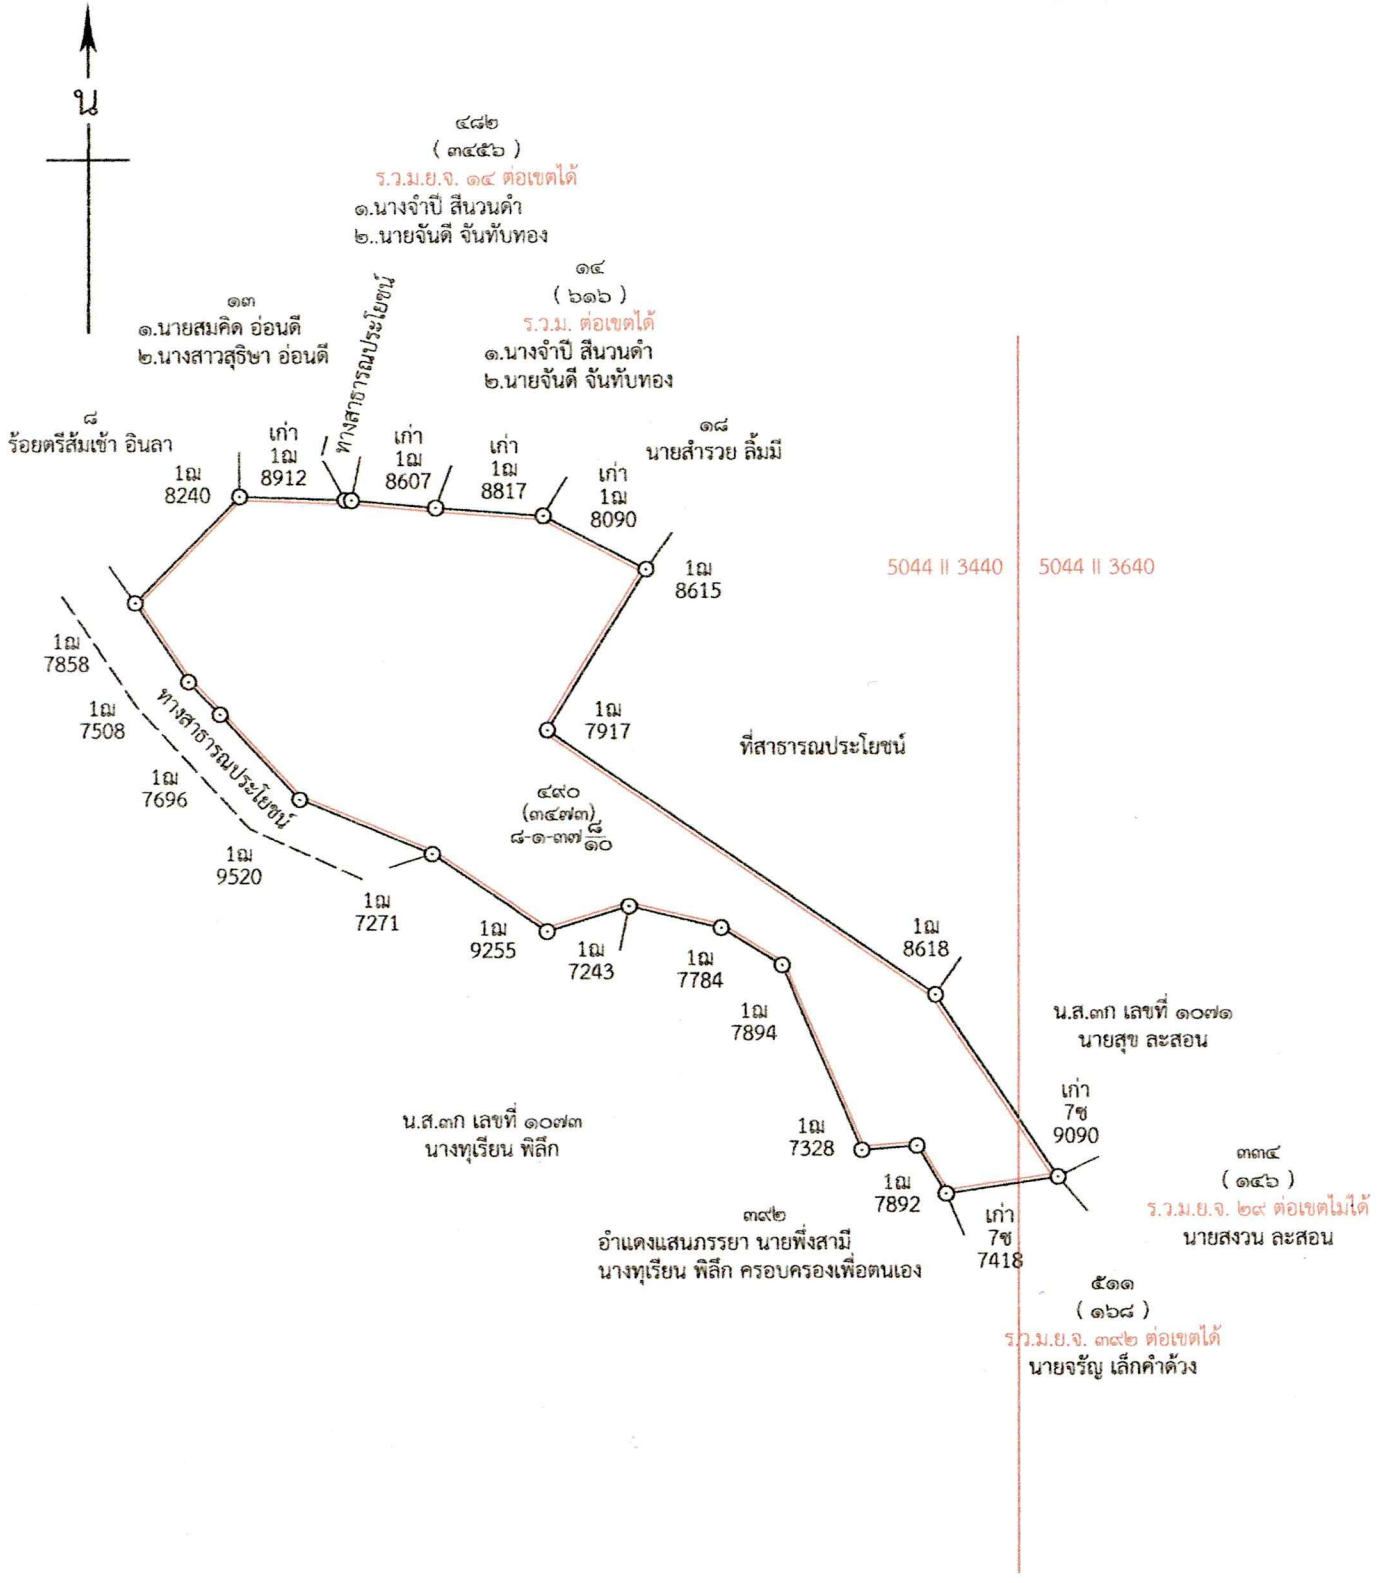 น
๔๘๒
( ๓๔๕๖ )
ร.ว.ม.ย.จ. ๑๔ ต่อเขตได้
๑.นางจำปี สีนวนดำ
๒..นายจันดี จันทับทอง
๑๔
( ๖๑๖ )
ร.ว.ม. ต่อเขตได้
๑.นางจำปี สีนวนดำ
๒.นายจันดี จันทับทอง
๑๓
๑.นายสมคิด อ่อนดี
๒.นางสาวสุธิษา อ่อนดี
ทางสาธารณประโยชน์
๘
ร้อยตรีส้มเช้า อินลา
๑๘
นายสำรวย ลิ้มมี
1ฌ
8240
เก่า
1ฌ
8912
เก่า
1ฌ
8607
เก่า
1ฌ
8817
เก่า
1ฌ
8090
1ฌ
8615
5044 II 3440
5044 II 3640
1ฌ
7858
1ฌ
7508
1ฌ
7696
1ฌ
9520
ทางสาธารณประโยชน์
1ฌ
7917
ที่สาธารณประโยชน์
๔๙๐
(๓๔๗๓)
๘-๑-๓๗ ๘/๑๐
1ฌ
7271
1ฌ
9255
1ฌ
7243
1ฌ
7784
1ฌ
7894
1ฌ
8618
น.ส.๓ก เลขที่ ๑๐๗๑
นายสุข ละสอน
เก่า
7ช
9090
น.ส.๓ก เลขที่ ๑๐๗๓
นางทุเรียน พิลึก
1ฌ
7328
1ฌ
7892
เก่า
7ช
7418
๓๓๔
( ๑๔๖ )
ร.ว.ม.ย.จ. ๒๙ ต่อเขตไม่ได้
นายสงวน ละสอน
๓๙๒
อำแดงแสนภรรยา นายพึ่งสามี
นางทุเรียน พิลึก ครอบครองเพื่อตนเอง
๕๑๑
( ๑๖๘ )
ร.ว.ม.ย.จ. ๓๙๒ ต่อเขตได้
นายจรัญ เล็กคำด้วง